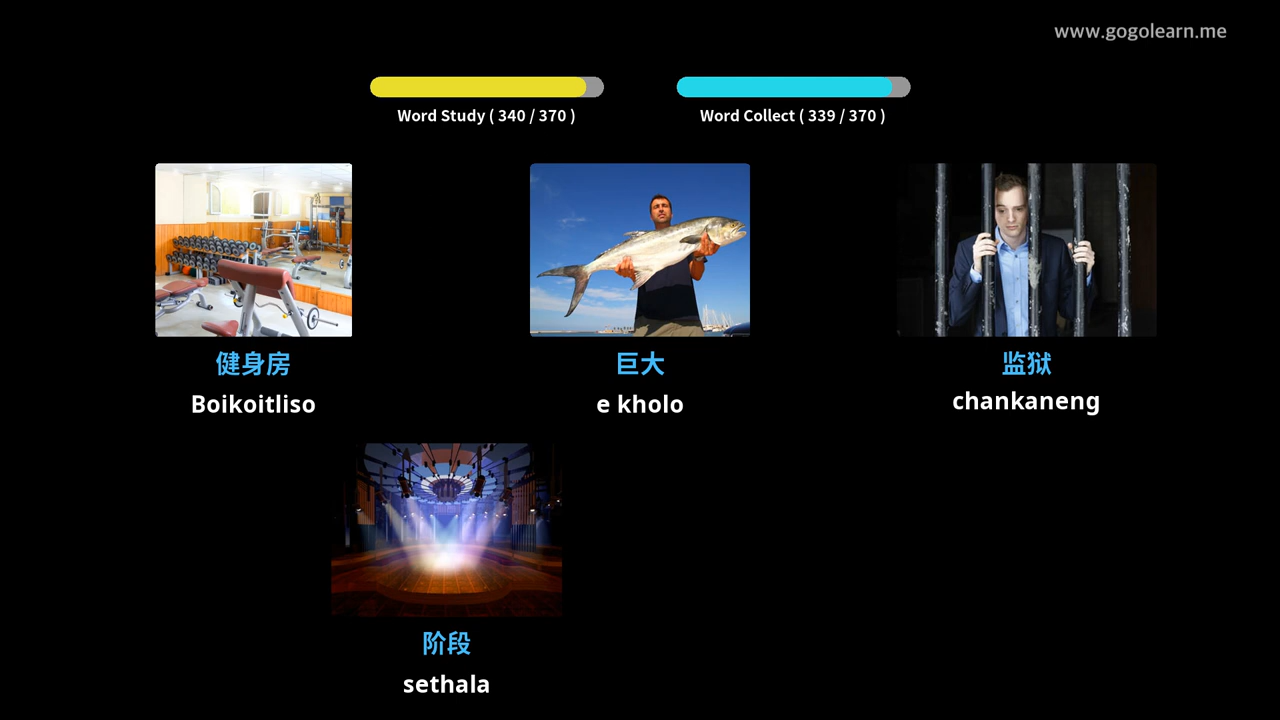 www.gogolearn.me
Word Study ( 340 / 370 )
Word Collect ( 339 / 370 )
健身房
Boikoitliso
巨大
e kholo
监狱
chankaneng
阶段
sethala